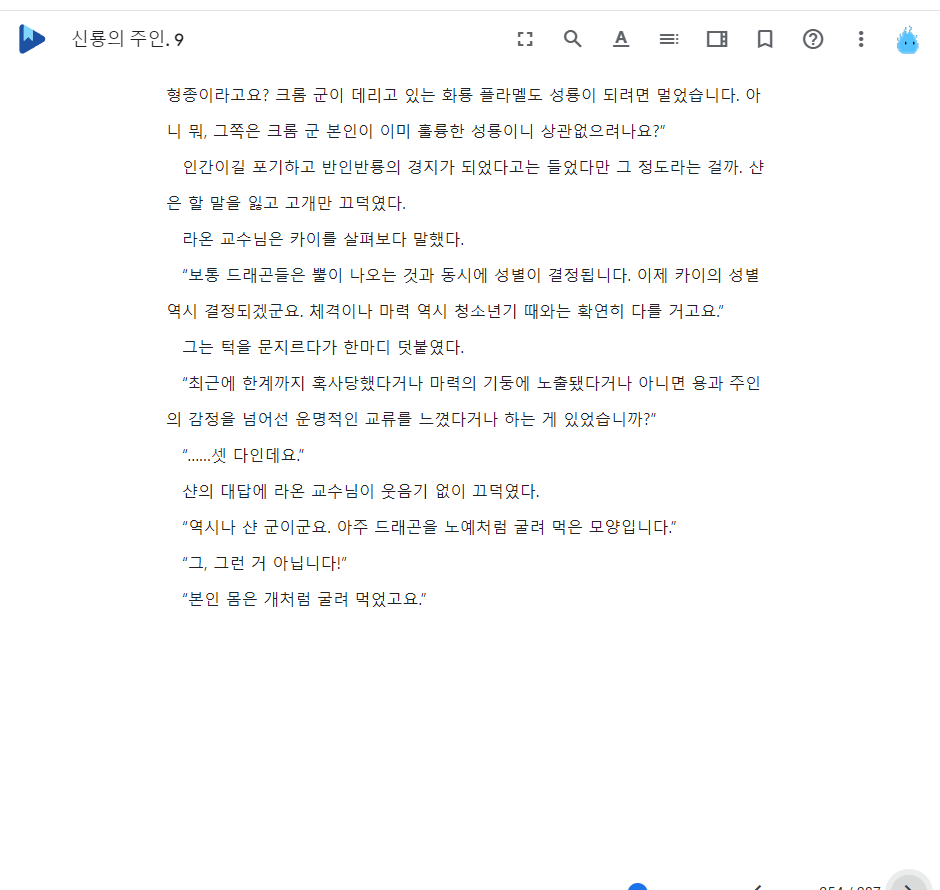 신룡의 주인. 9
형종이라고요? 크롬 군이 데리고 있는 화룡 플라멜도 성룡이 되려면 멀었습니다. 아
니 뭐, 그쪽은 크롬 군 본인이 이미 훌륭한 성룡이니 상관없으려나요?”
인간이길 포기하고 반인반룡의 경지가 되었다고는 들었다만 그 정도라는 걸까. 샨
은 할 말을 잃고 고개만 끄덕였다.
라온 교수님은 카이를 살펴보다 말했다.
“보통 드래곤들은 뿔이 나오는 것과 동시에 성별이 결정됩니다. 이제 카이의 성별
역시 결정되겠군요. 체격이나 마력 역시 청소년기 때와는 확연히 다를 거고요.”
그는 턱을 문지르다가 한마디 덧붙였다.
“최근에 한계까지 혹사당했다거나 마력의 기둥에 노출됐다거나 아니면 용과 주인
의 감정을 넘어선 운명적인 교류를 느꼈다거나 하는 게 있었습니까?”
“……셋 다인데요.”
샨의 대답에 라온 교수님이 웃음기 없이 끄덕였다.
“역시나 샨 군이군요. 아주 드래곤을 노예처럼 굴려 먹은 모양입니다.”
“그, 그런 거 아닙니다!”
“본인 몸은 개처럼 굴려 먹었고요.”